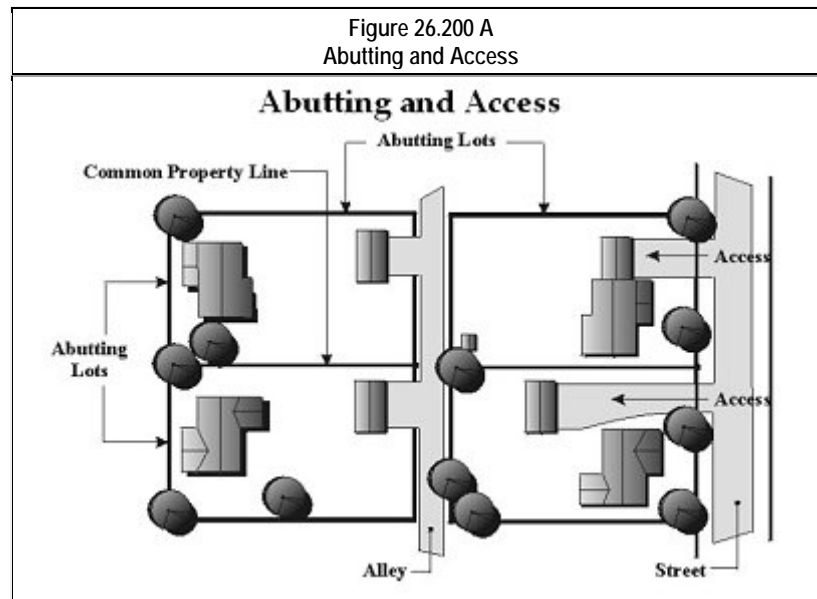 Figure 26.200 A
Abutting and Access
Abutting and Access
Abutting Lots
Common Property Line
Access
Abutting
Lots
Access
Alley
Street